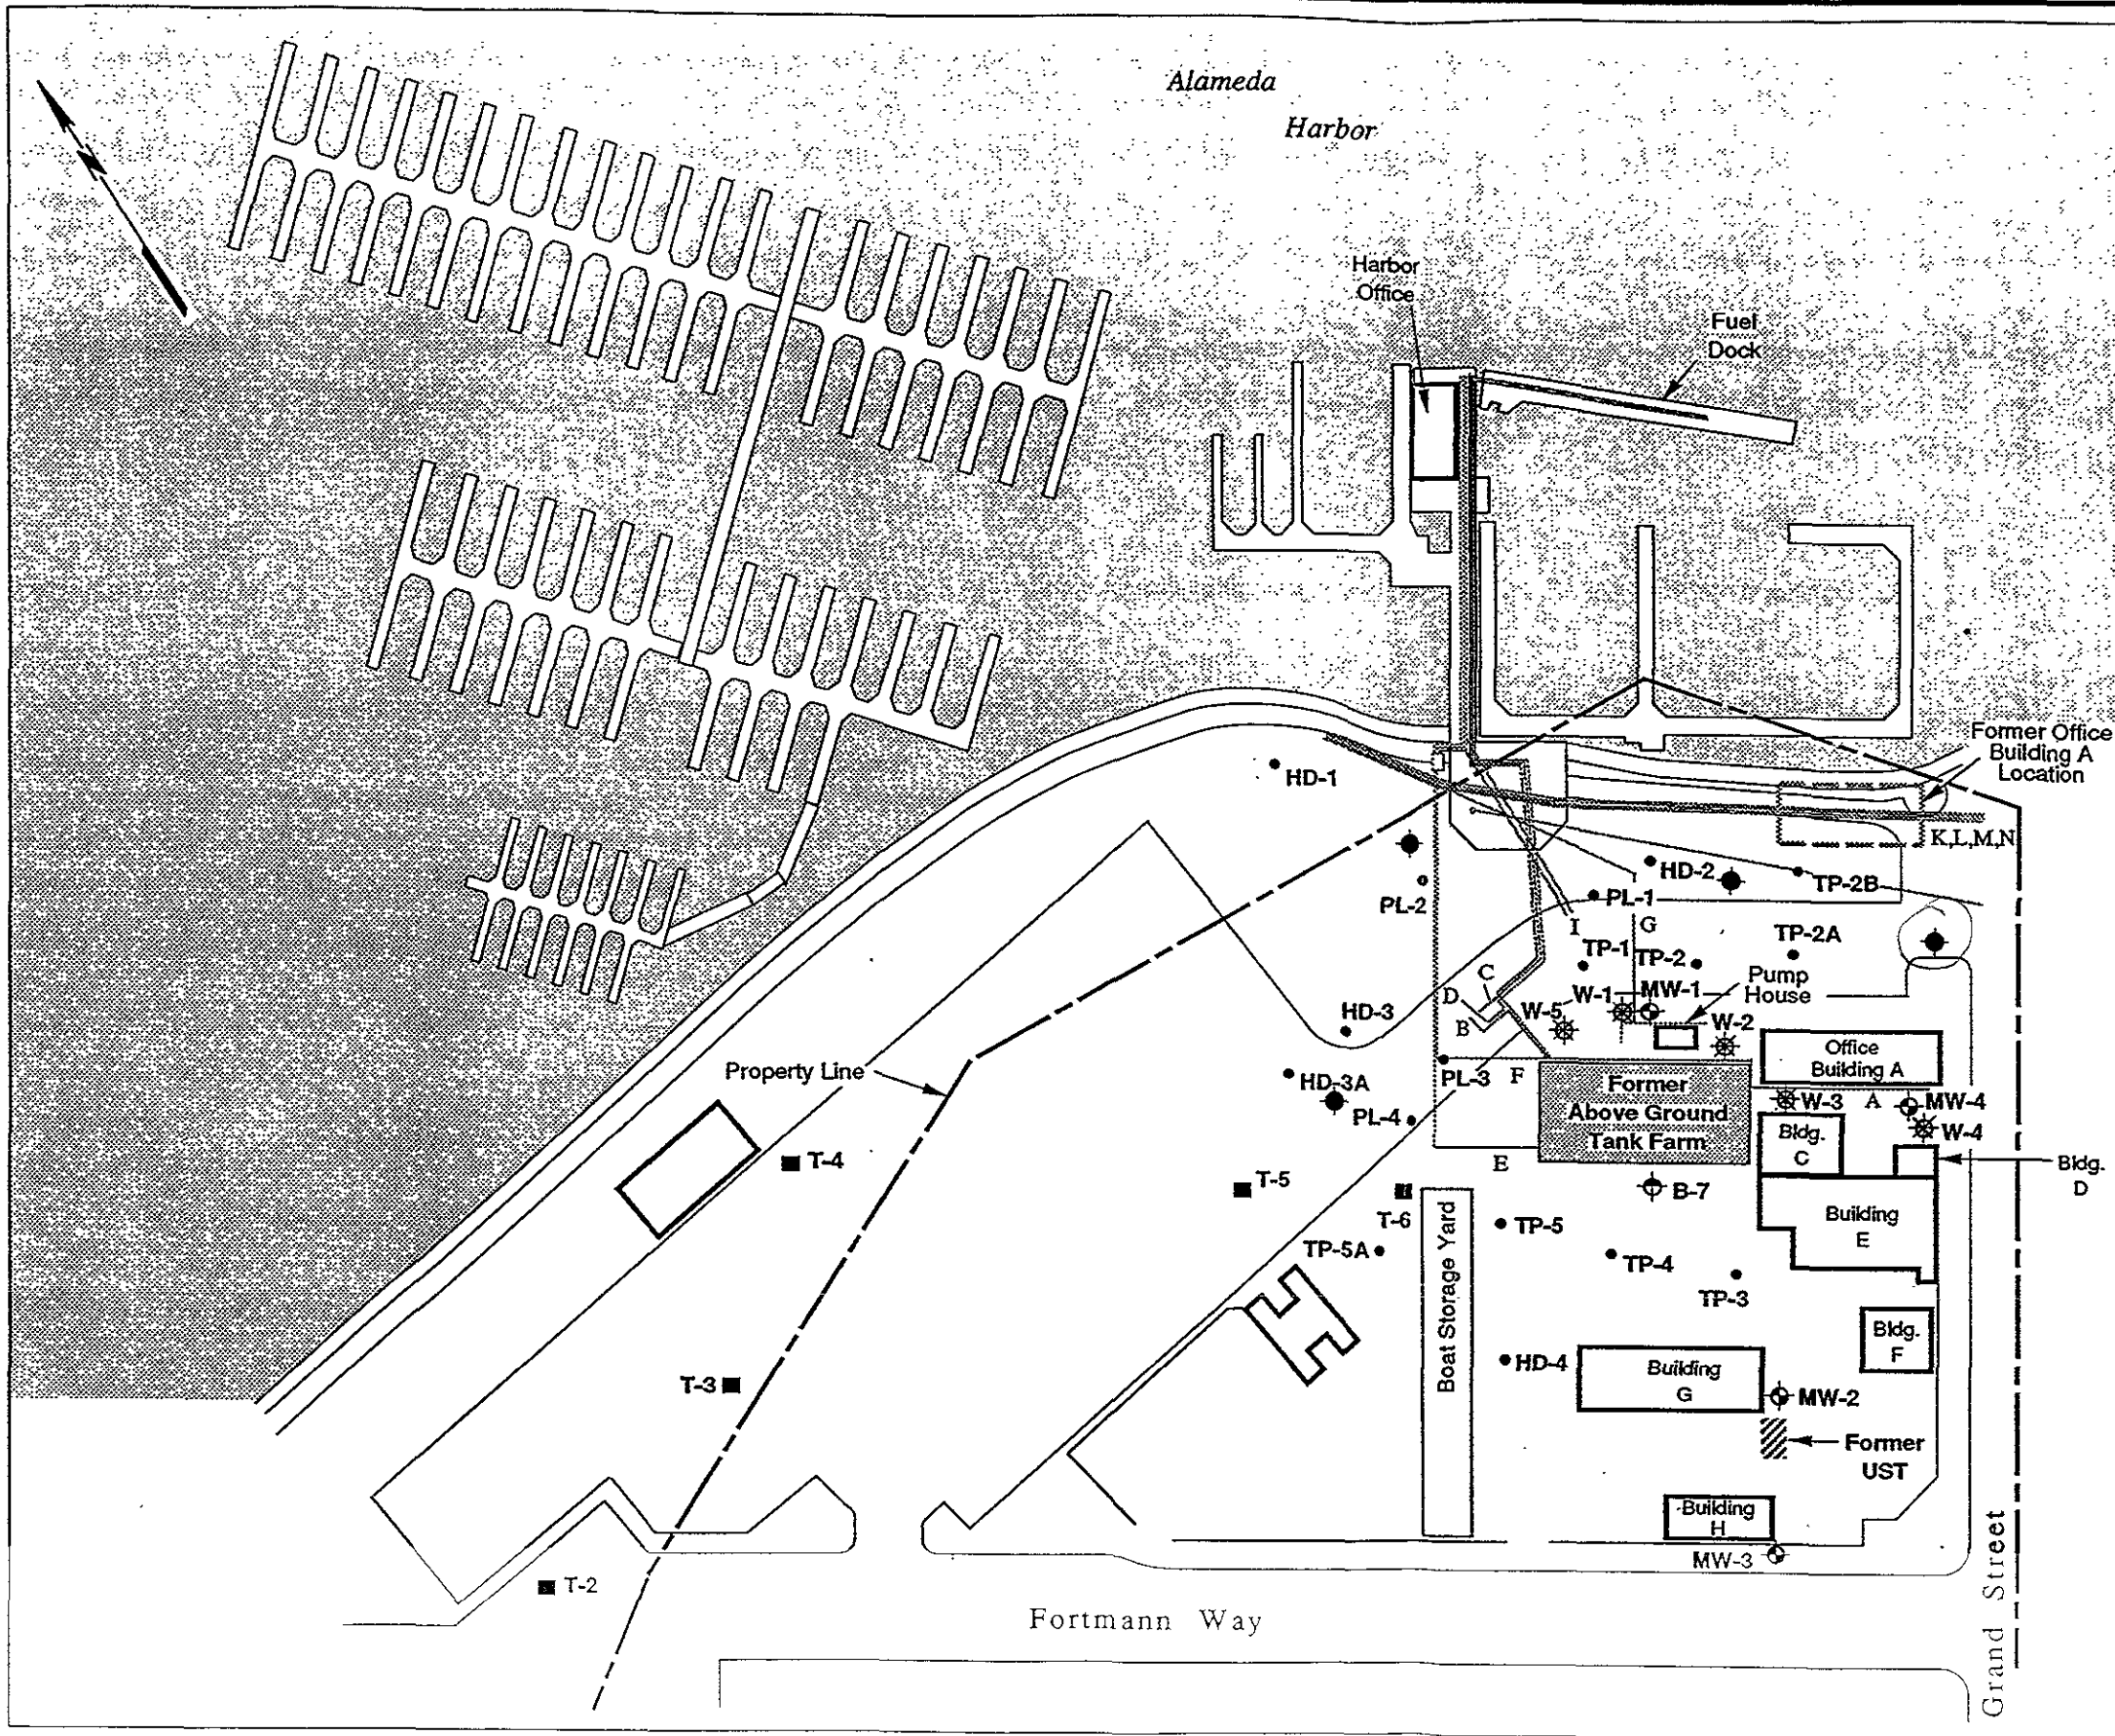 Alameda
Harbor
Harbor
Office
Fuel
Dock
Former Office
Building A
Location
HD-1
K,L,M,N
HD-2
TP-2B
PL-2
PL-1
I
G
TP-1
TP-2
TP-2A
C
Pump
House
D
W-1
MW-1
B
W-5
W-2
HD-3
Office
Building A
Property Line
PL-3
F
HD-3A
Former
Above Ground
Tank Farm
W-3
A
MW-4
PL-4
W-4
Bldg.
C
T-4
E
Bldg.
D
T-5
B-7
T-6
TP-5
Building
E
TP-5A
TP-4
TP-3
Boat Storage Yard
Bldg.
F
HD-4
Building
G
T-3
MW-2
Former
UST
Building
H
MW-3
T-2
Fortmann Way
Grand Street